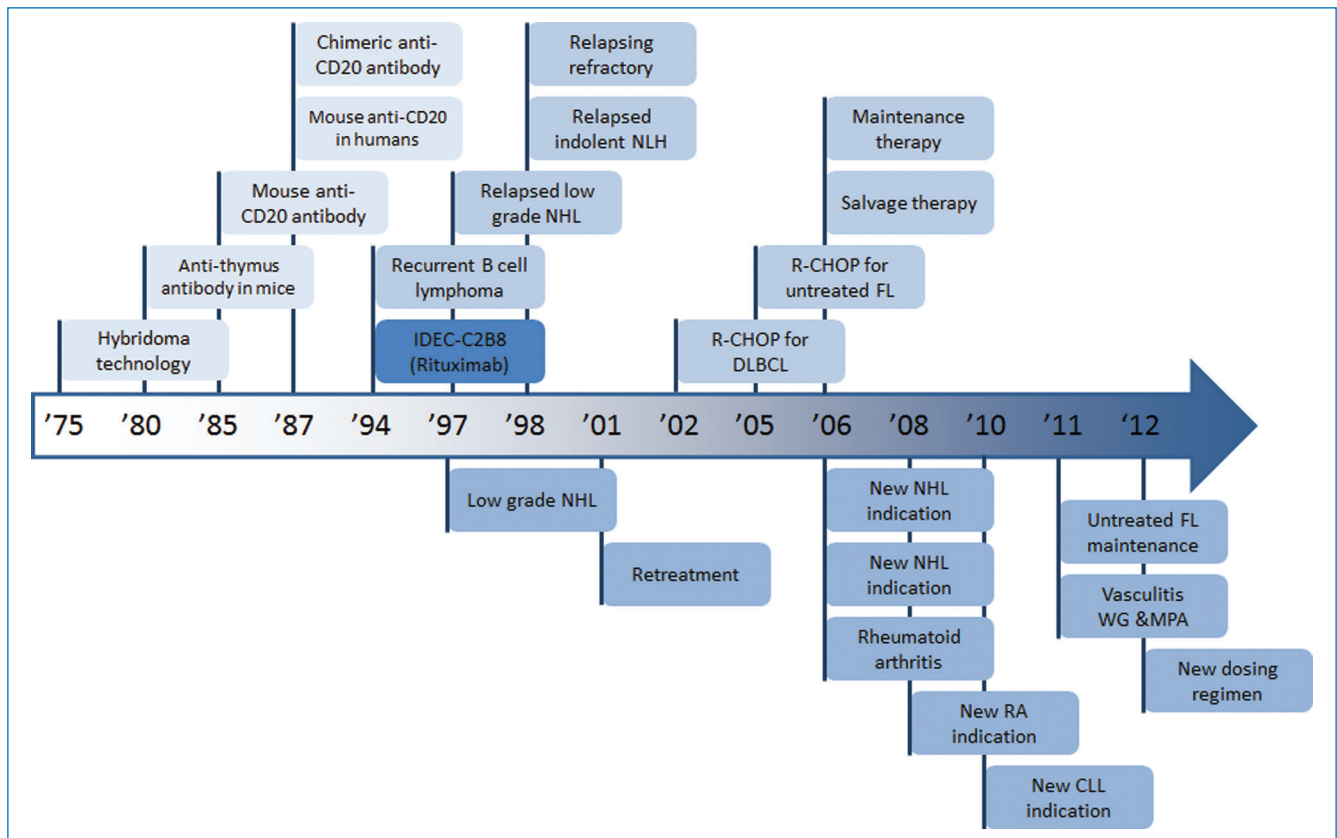 Chimeric anti-
CD20 antibody
Relapsing
refractory
Mouse anti-CD20
in humans
Relapsed
indolent NLH
Maintenance
therapy
Mouse anti-
CD20 antibody
Relapsed low
grade NHL
Salvage therapy
Anti-thymus
antibody in mice
Recurrent B cell
lymphoma
R-CHOP for
untreated FL
Hybridoma
technology
IDEC-C2B8
(Rituximab)
R-CHOP for
DLBCL
’75 ’80 ’85 ’87 ’94 ’97 ’98 ‘01 ‘02 ’05 ’06 ‘08 ‘10 ‘11 ‘12
Low grade NHL
New NHL
indication
Untreated FL
maintenance
Retreatment
New NHL
indication
Vasculitis
WG &MPA
Rheumatoid
arthritis
New dosing
regimen
New RA
indication
New CLL
indication